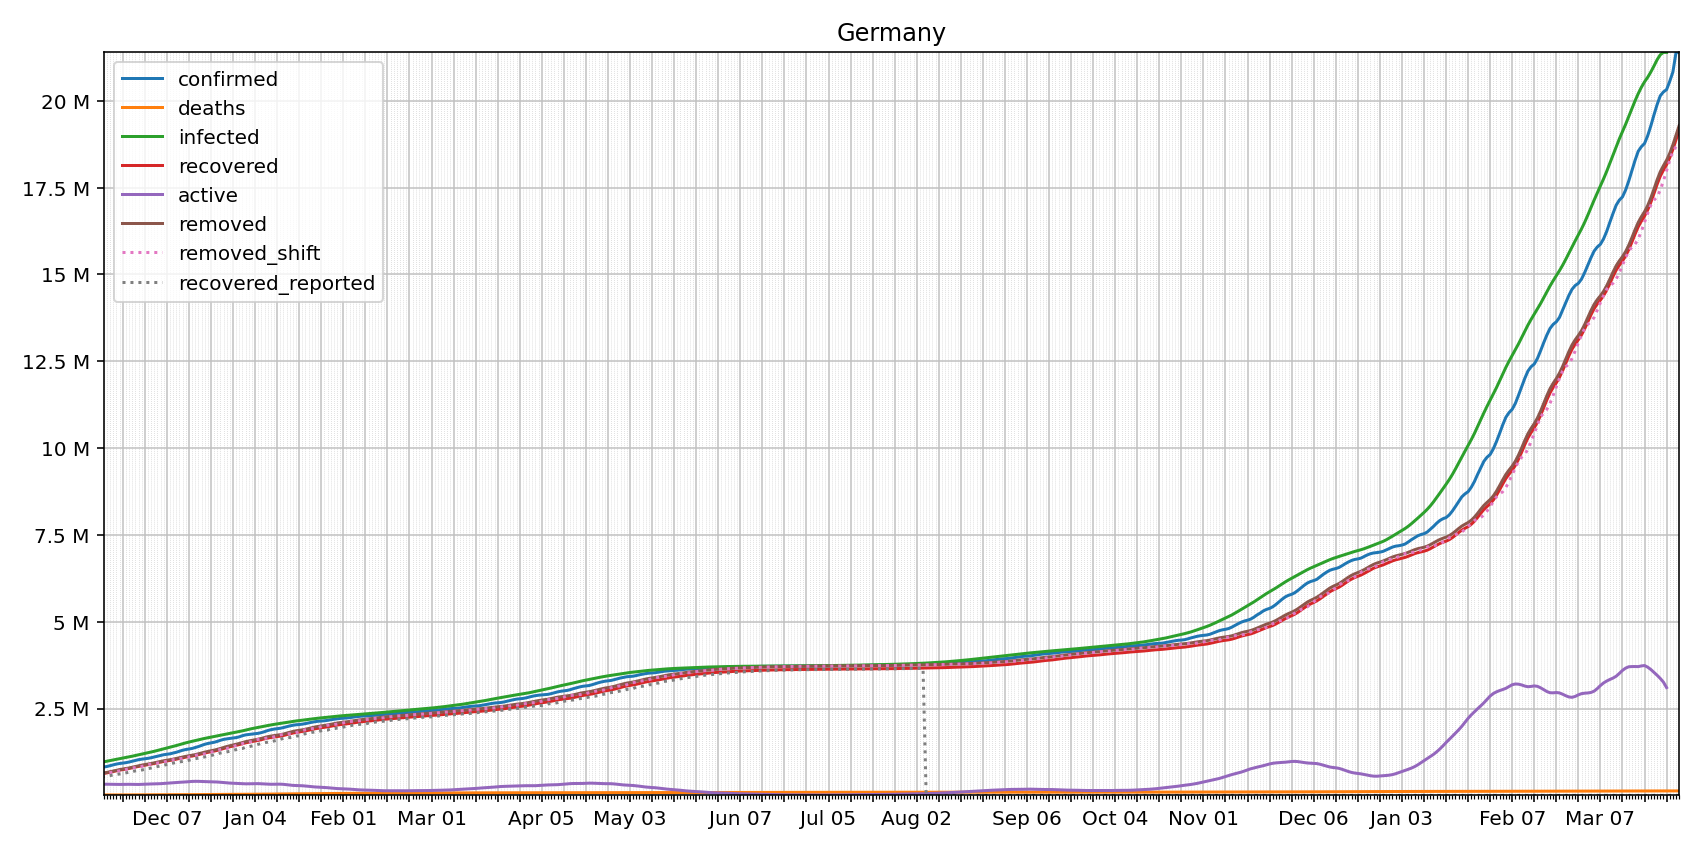 Germany
confirmed
deaths
infected
recovered
active
removed
removed_shift
recovered_reported
20 M
17.5 M
15 M
12.5 M
10 M
7.5 M
5 M
2.5 M
Dec 07 Jan 04 Feb 01 Mar 01 Apr 05 May 03 Jun 07 Jul 05 Aug 02 Sep 06 Oct 04 Nov 01 Dec 06 Jan 03 Feb 07 Mar 07